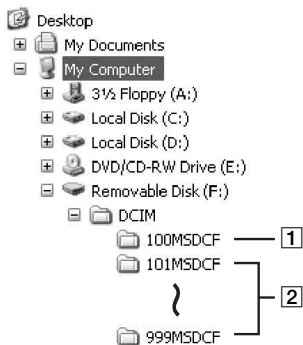 Desktop
My Documents
My Computer
3½ Floppy (A:)
Local Disk (C:)
Local Disk (D:)
DVD/CD-RW Drive (E:)
Removable Disk (F:)
DCIM
100MSDCF 1
101MSDCF
2
999MSDCF